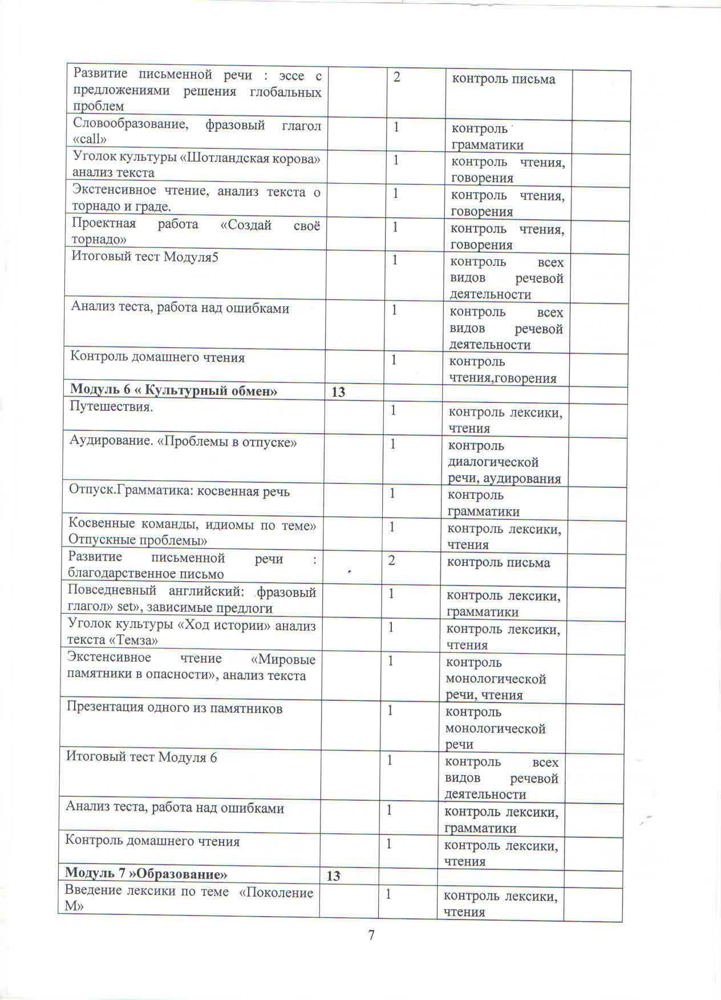 Развитие письменной речи : эссе с
предложениями решения глобальных
проблем
2
контроль письма
Словообразование, фразовый глагол
«call»
1
контроль
грамматики
Уголок культуры «Шотландская корова»
анализ текста
1
контроль чтения,
говорения
Экстенсивное чтение, анализ текста о
торнадо и граде.
1
контроль чтения,
говорения
Проектная работа «Создай своё
торнадо»
1
контроль чтения,
говорения
Итоговый тест Модуля5
1
контроль всех
видов речевой
деятельности
Анализ теста, работа над ошибками
1
контроль всех
видов речевой
деятельности
Контроль домашнего чтения
1
контроль
чтения,говорения
Модуль 6 « Культурный обмен»
13
Путешествия.
1
контроль лексики,
чтения
Аудирование. «Проблемы в отпуске»
1
контроль
диалогической
речи, аудирования
Отпуск.Грамматика: косвенная речь
1
контроль
грамматики
Косвенные команды, идиомы по теме»
Отпускные проблемы»
1
контроль лексики,
чтения
Развитие письменной речи :
благодарственное письмо
2
контроль письма
Повседневный английский: фразовый
глагол» set», зависимые предлоги
1
контроль лексики,
грамматики
Уголок культуры «Ход истории» анализ
текста «Темза»
1
контроль лексики,
чтения
Экстенсивное чтение «Мировые
памятники в опасности», анализ текста
1
контроль
монологической
речи, чтения
Презентация одного из памятников
1
контроль
монологической
речи
Итоговый тест Модуля 6
1
контроль всех
видов речевой
деятельности
Анализ теста, работа над ошибками
1
контроль лексики,
грамматики
Контроль домашнего чтения
1
контроль лексики,
чтения
Модуль 7 »Образование»
13
Введение лексики по теме «Поколение
М»
1
контроль лексики,
чтения
7